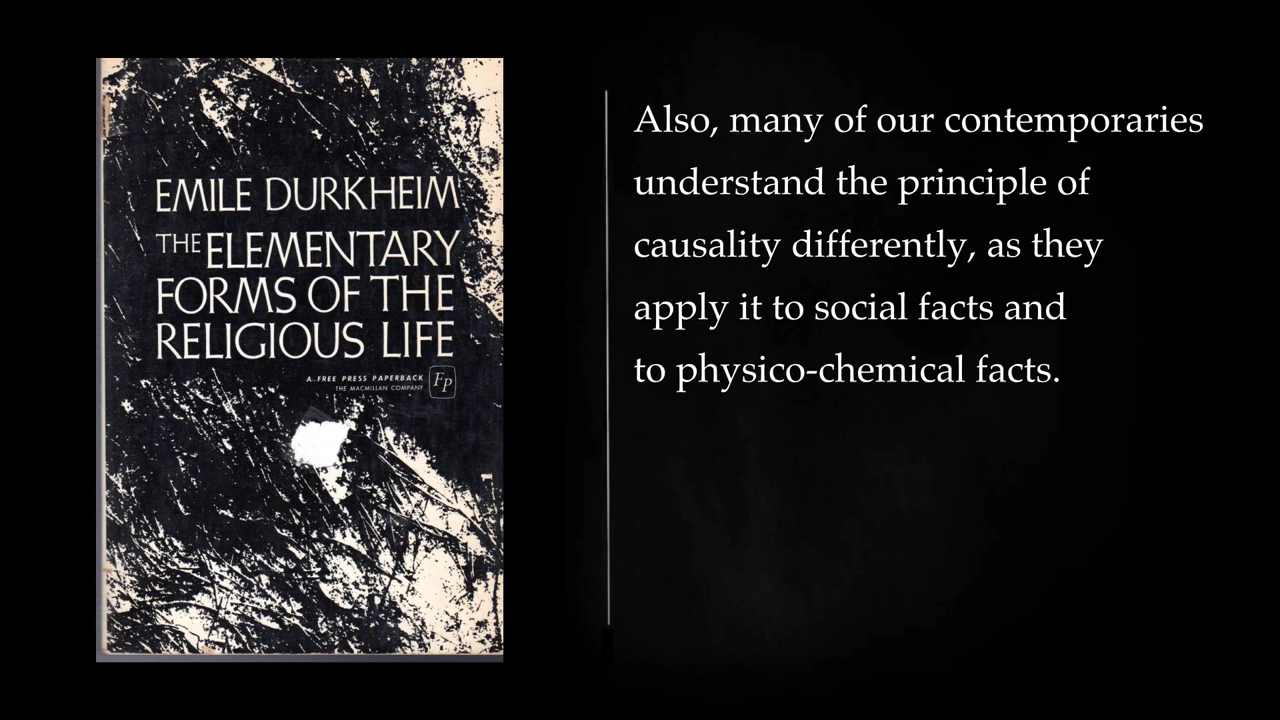 EMILE DURKHEIM
THE ELEMENTARY
FORMS OF THE
RELIGIOUS LIFE
A FREE PRESS PAPERBACK
THE MACMILLAN COMPANY
Fp
Also, many of our contemporaries
understand the principle of
causality differently, as they
apply it to social facts and
to physico-chemical facts.